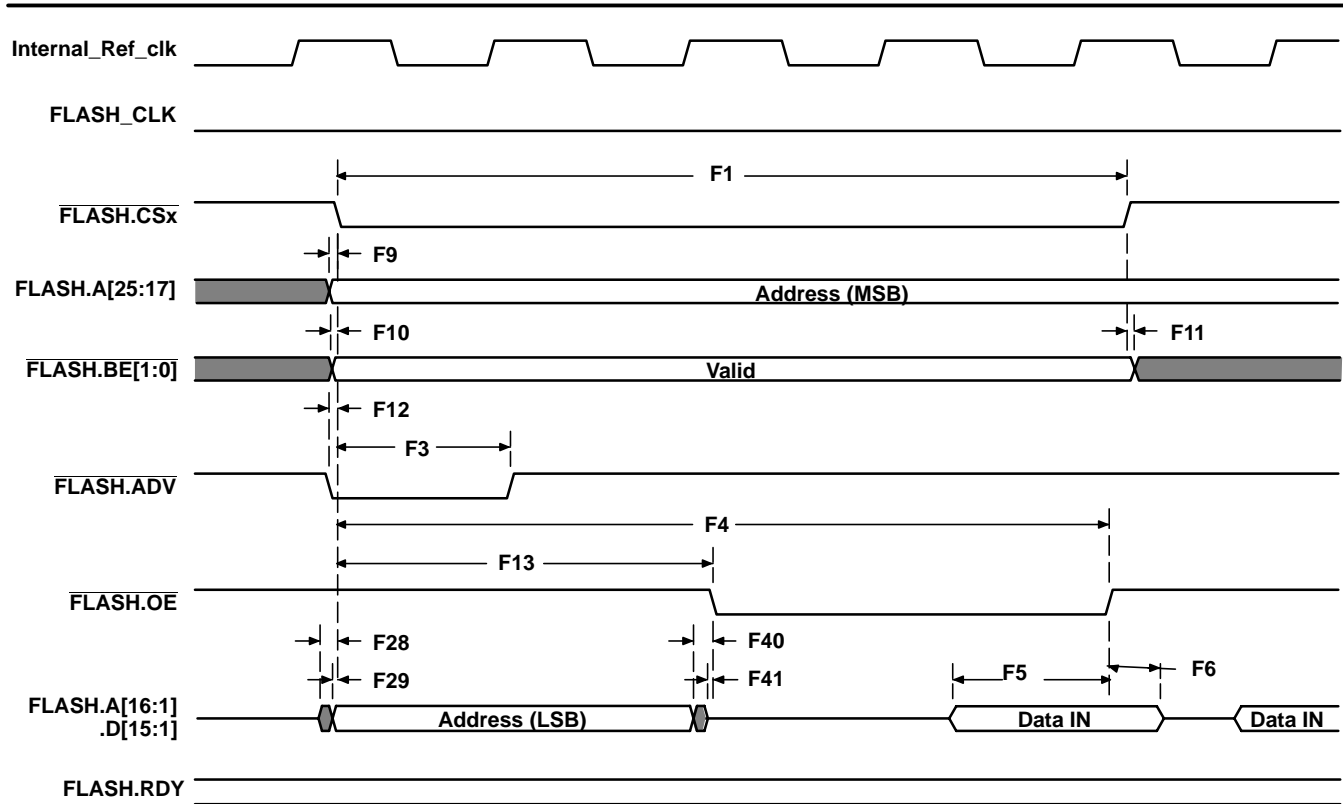 Internal_Ref_clk
FLASH_CLK
F1
FLASH.CSx
F9
FLASH.A[25:17]
Address (MSB)
F10
F11
FLASH.BE[1:0]
Valid
F12
F3
FLASH.ADV
F4
F13
FLASH.OE
F28
F40
F29
F41
F5
F6
FLASH.A[16:1]
.D[15:1]
Address (LSB)
Data IN
Data IN
FLASH.RDY